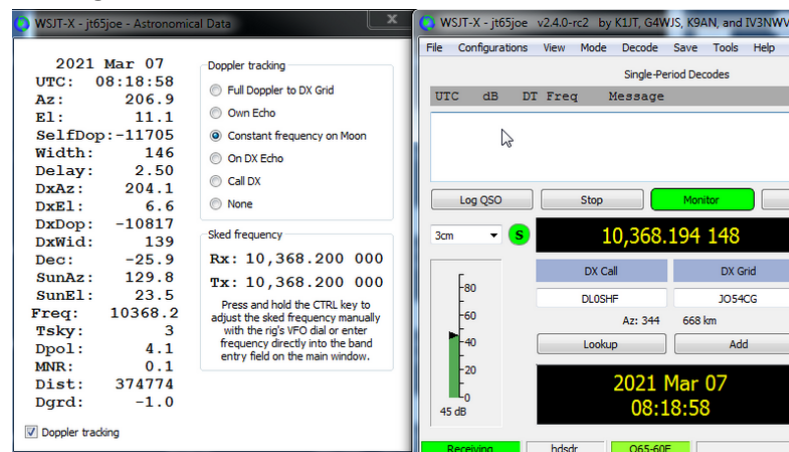 WSJT-X - jt65joe - Astronomical Data
X
2021 Mar 07
UTC: 08:18:58
Az: 206.9
El: 11.1
SelfDop:-11705
Width: 146
Delay: 2.50
DxAz: 204.1
DxEl: 6.6
DxDop: -10817
DxWid: 139
Dec: -25.9
SunAz: 129.8
SunEl: 23.5
Freq: 10368.2
Tsky: 3
Dpol: 4.1
MNR: 0.1
Dist: 374774
Dgrd: -1.0
Doppler tracking
Doppler tracking
Full Doppler to DX Grid
Own Echo
Constant frequency on Moon
On DX Echo
Call DX
None
Sked frequency
Rx: 10,368.200 000
Tx: 10,368.200 000
Press and hold the CTRL key to
adjust the sked frequency manually
with the rig's VFO dial or enter
frequency directly into the band
entry field on the main window.
WSJT-X - jt65joe v2.4.0-rc2 by K1JT, G4WJS, K9AN, and IV3NWV
File Configurations View Mode Decode Save Tools Help
Single-Period Decodes
UTC dB DT Freq Message
Log QSO Stop Monitor
3cm S 10,368.194 148
DX Call DX Grid
DL0SHF JO54CG
Az: 344 668 km
Lookup Add
-80
-60
-40
-20
-0
45 dB
2021 Mar 07
08:18:58
Receiving hdsdr Q65-60E